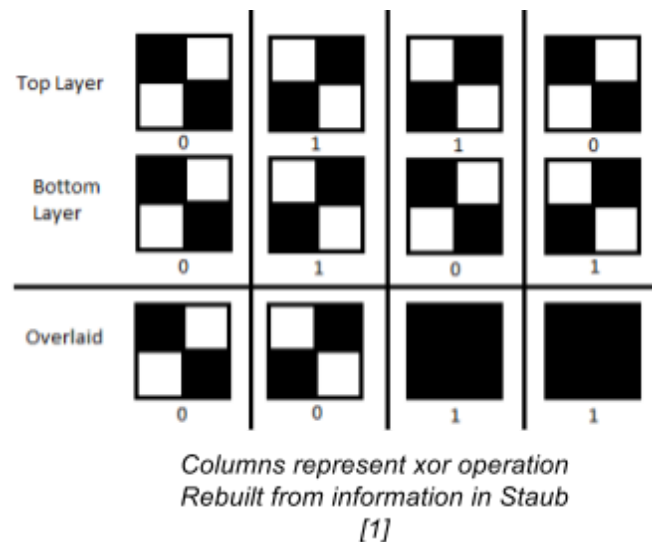 Top Layer
0 1 1 0
Bottom
Layer
0 1 0 1
Overlaid
0 0 1 1
Columns represent xor operation
Rebuilt from information in Staub
[1]